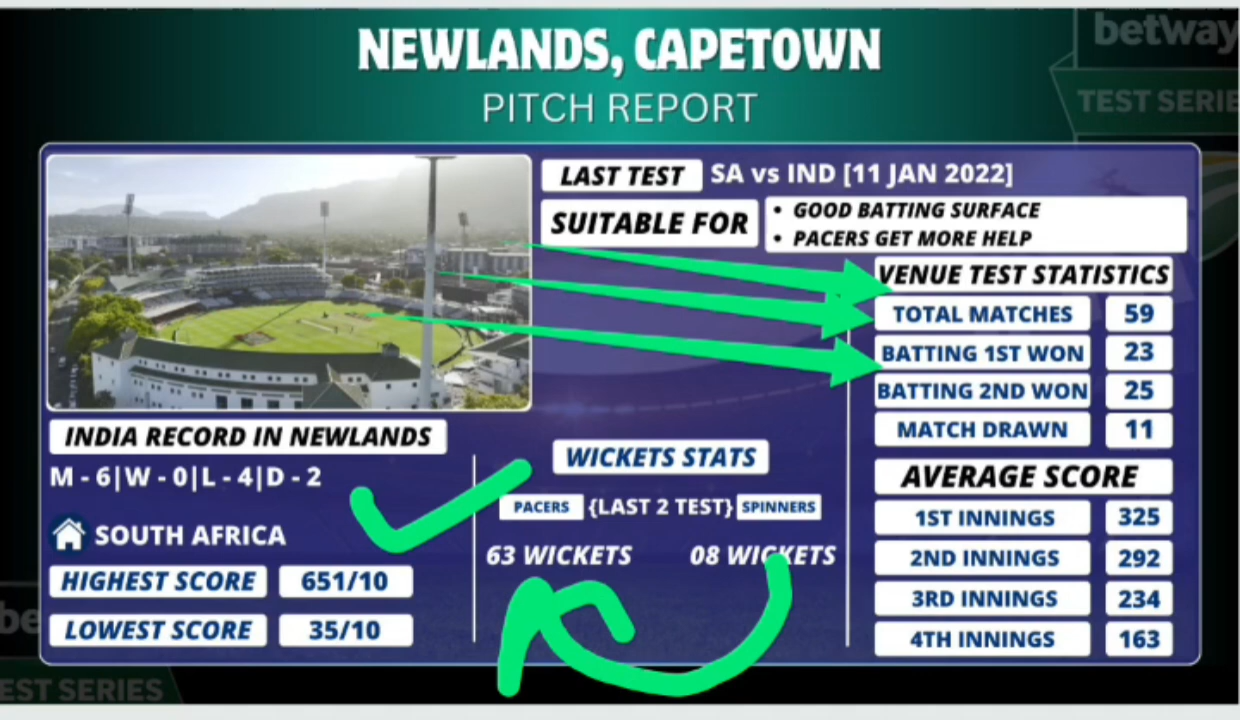 betway
TEST SERIE
NEWLANDS, CAPETOWN
PITCH REPORT
LAST TEST SA vs IND [11 JAN 2022]
SUITABLE FOR
• GOOD BATTING SURFACE
• PACERS GET MORE HELP
VENUE TEST STATISTICS
TOTAL MATCHES 59
BATTING 1ST WON 23
BATTING 2ND WON 25
MATCH DRAWN 11
INDIA RECORD IN NEWLANDS
M - 6|W - 0|L - 4|D - 2
SOUTH AFRICA
HIGHEST SCORE 651/10
LOWEST SCORE 35/10
WICKETS STATS
PACERS {LAST 2 TEST} SPINNERS
63 WICKETS 08 WICKETS
AVERAGE SCORE
1ST INNINGS 325
2ND INNINGS 292
3RD INNINGS 234
4TH INNINGS 163
be
EST SERIES